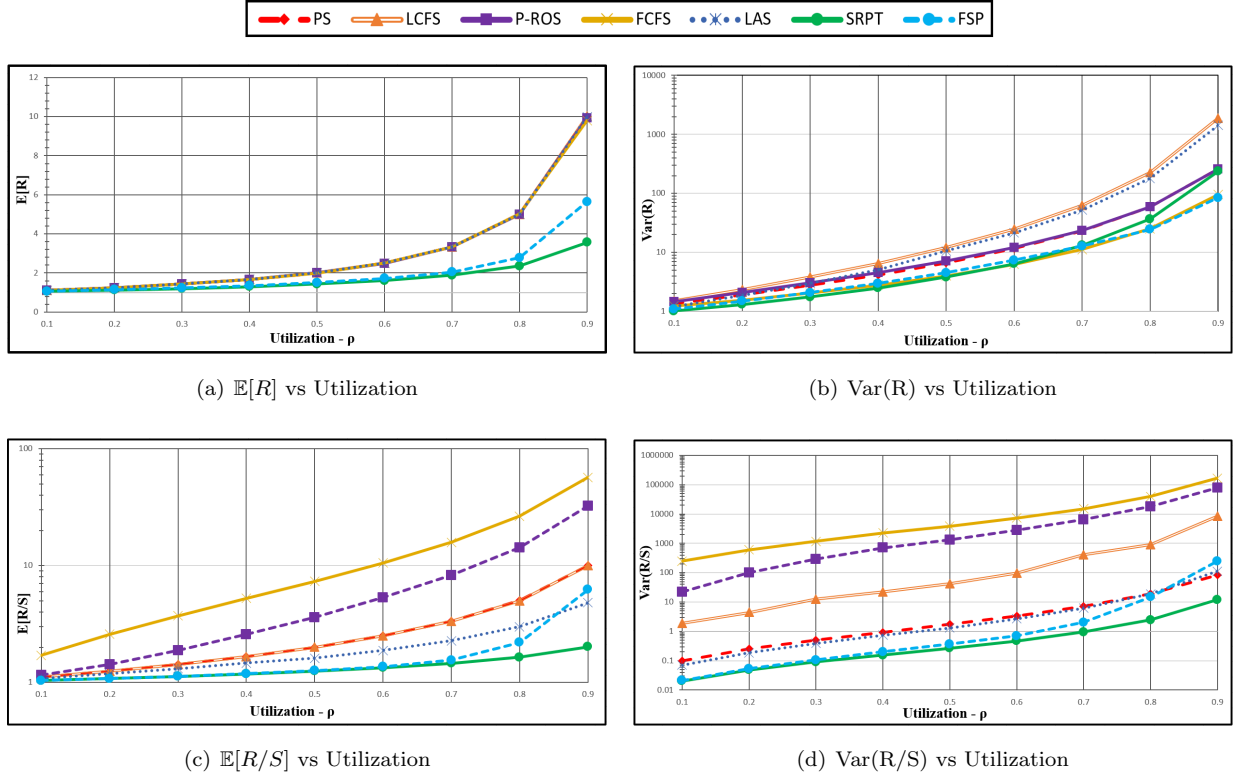 PS LCFS P-ROS FCFS LAS SRPT FSP
E[R]
12
10
8
6
4
2
0
0.1 0.2 0.3 0.4 0.5 0.6 0.7 0.8 0.9
Utilization - ρ
(a) 𝔼[R] vs Utilization
Var(R)
10000
1000
100
10
1
0.1 0.2 0.3 0.4 0.5 0.6 0.7 0.8 0.9
Utilization - ρ
(b) Var(R) vs Utilization
E[R/S]
100
10
1
0.1 0.2 0.3 0.4 0.5 0.6 0.7 0.8 0.9
Utilization - ρ
(c) 𝔼[R/S] vs Utilization
Var(R/S)
1000000
100000
10000
1000
100
10
1
0.1
0.01
0.1 0.2 0.3 0.4 0.5 0.6 0.7 0.8 0.9
Utilization - ρ
(d) Var(R/S) vs Utilization